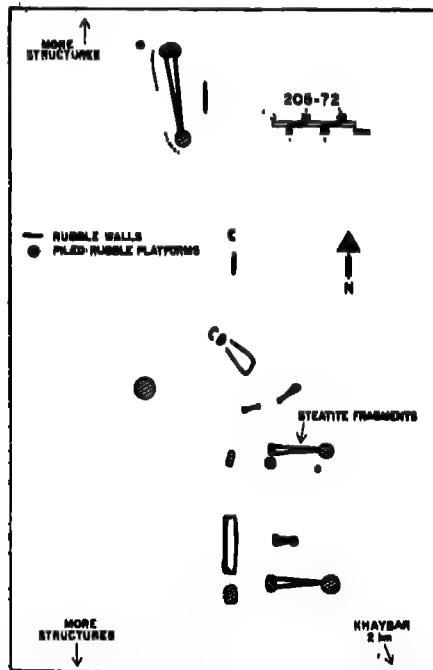 MORE
STRUCTURES
206-72
RUBBLE WALLS
PILED-RUBBLE PLATFORMS
N
STEATITE FRAGMENTS
MORE
STRUCTURES
KHAYBAR
2 km